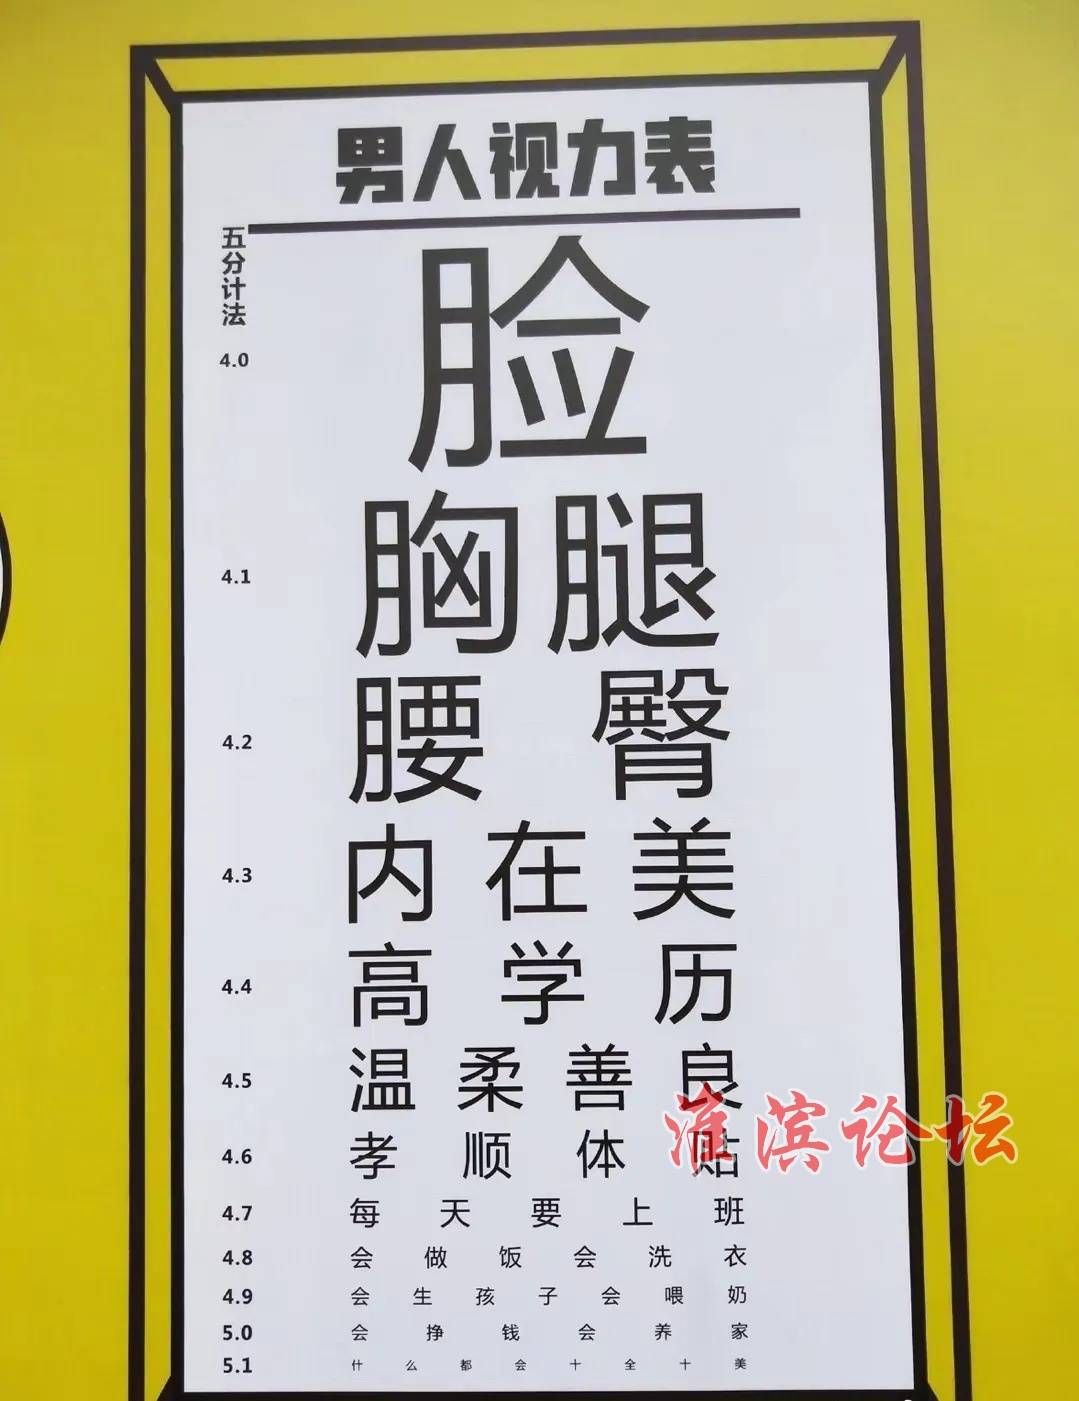 男人视力表
五分计法
4.0 脸
4.1 胸腿
4.2 腰臀
4.3 内在美
4.4 高学历
4.5 温柔善良
4.6 孝顺体贴
淮滨论坛
4.7 每天要上班
4.8 会做饭会洗衣
4.9 会生孩子会喂奶
5.0 会挣钱会养家
5.1 什么都会十全十美